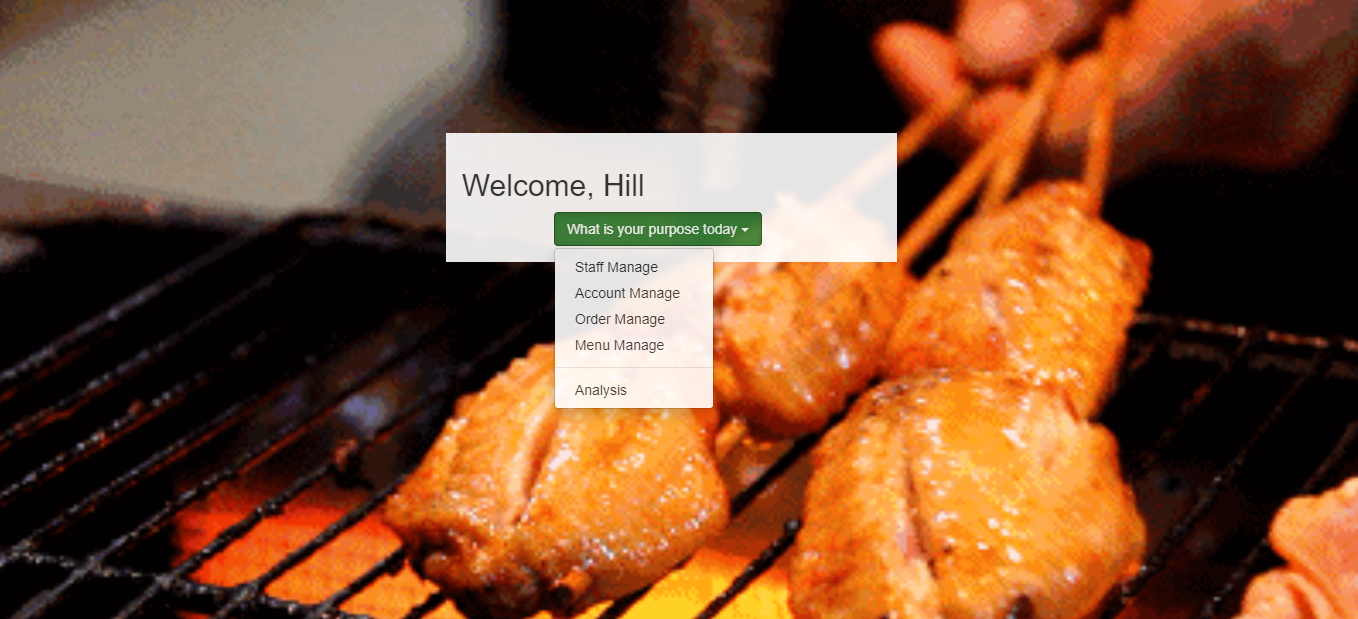 Welcome, Hill
What is your purpose today
Staff Manage
Account Manage
Order Manage
Menu Manage
Analysis